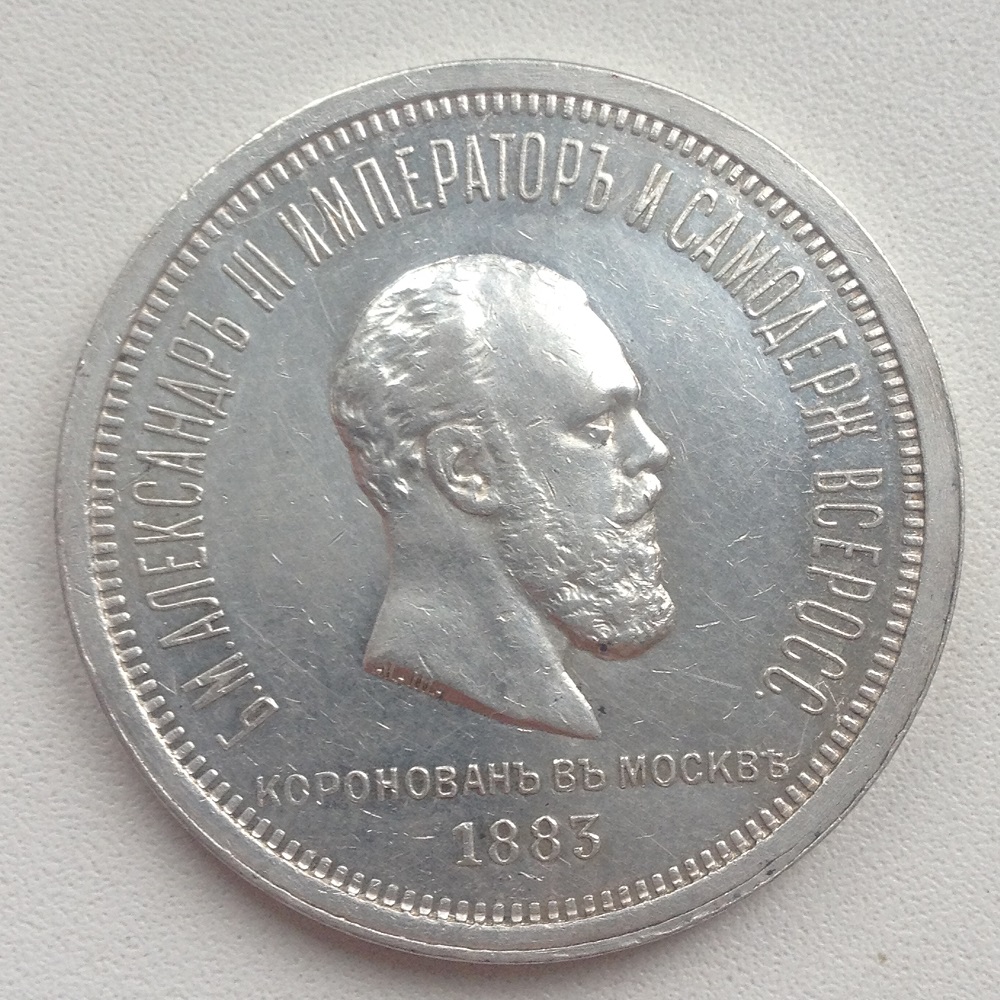 Б.М.АЛЕКСАНДРЪ III ИМПЕРАТОРЪ И САМОДЕРЖ. ВСЕРОСС.
КОРОНОВАНЪ ВЪ МОСКВѢ
1883